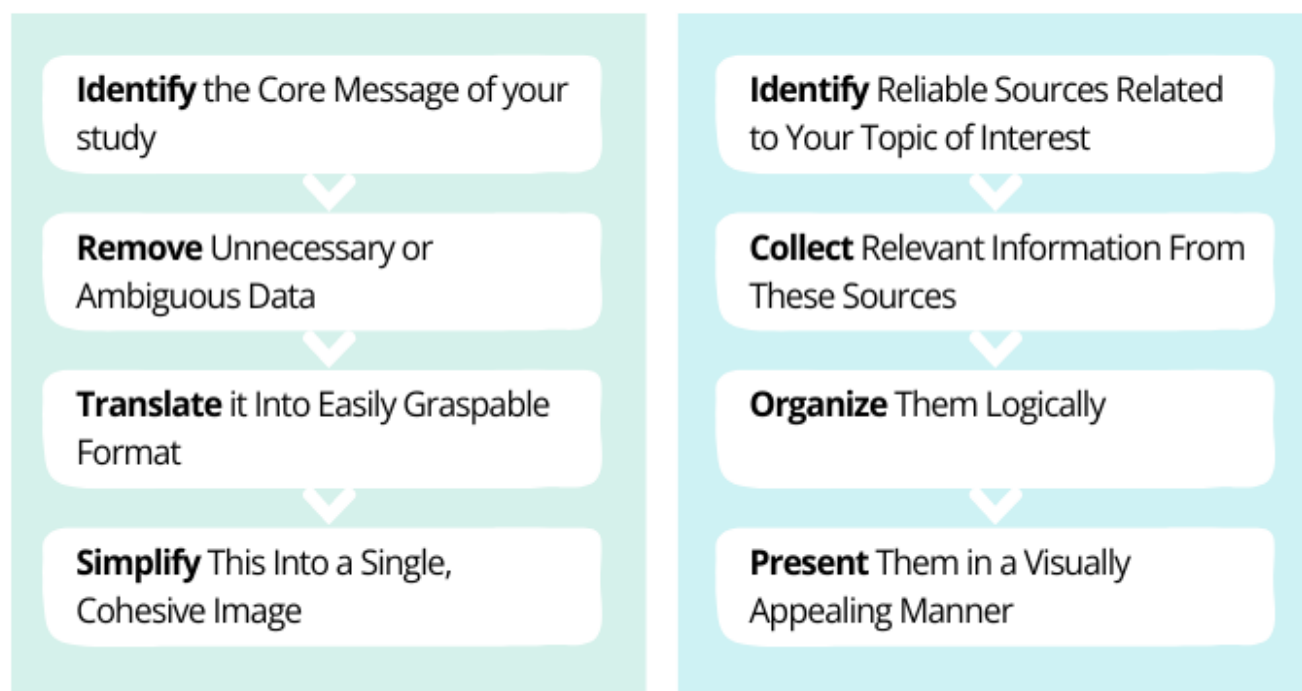 Identify the Core Message of your
study
Remove Unnecessary or
Ambiguous Data
Translate it Into Easily Graspable
Format
Simplify This Into a Single,
Cohesive Image
Identify Reliable Sources Related
to Your Topic of Interest
Collect Relevant Information From
These Sources
Organize Them Logically
Present Them in a Visually
Appealing Manner